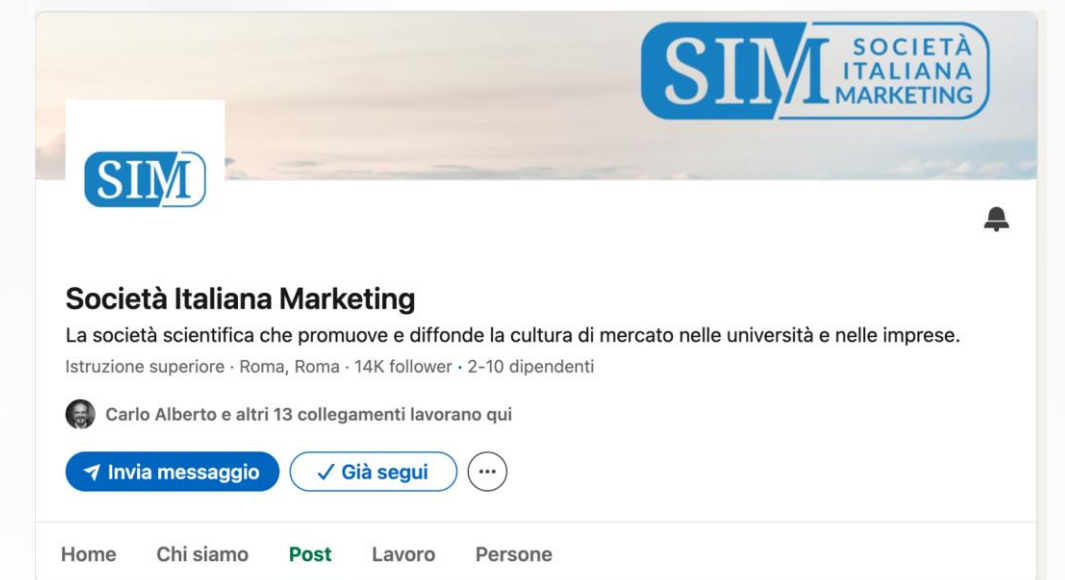 SIM SOCIETÀ
ITALIANA
MARKETING
SIM
Società Italiana Marketing
La società scientifica che promuove e diffonde la cultura di mercato nelle università e nelle imprese.
Istruzione superiore · Roma, Roma · 14K follower · 2-10 dipendenti
Carlo Alberto e altri 13 collegamenti lavorano qui
Invia messaggio Già segui
Home Chi siamo Post Lavoro Persone